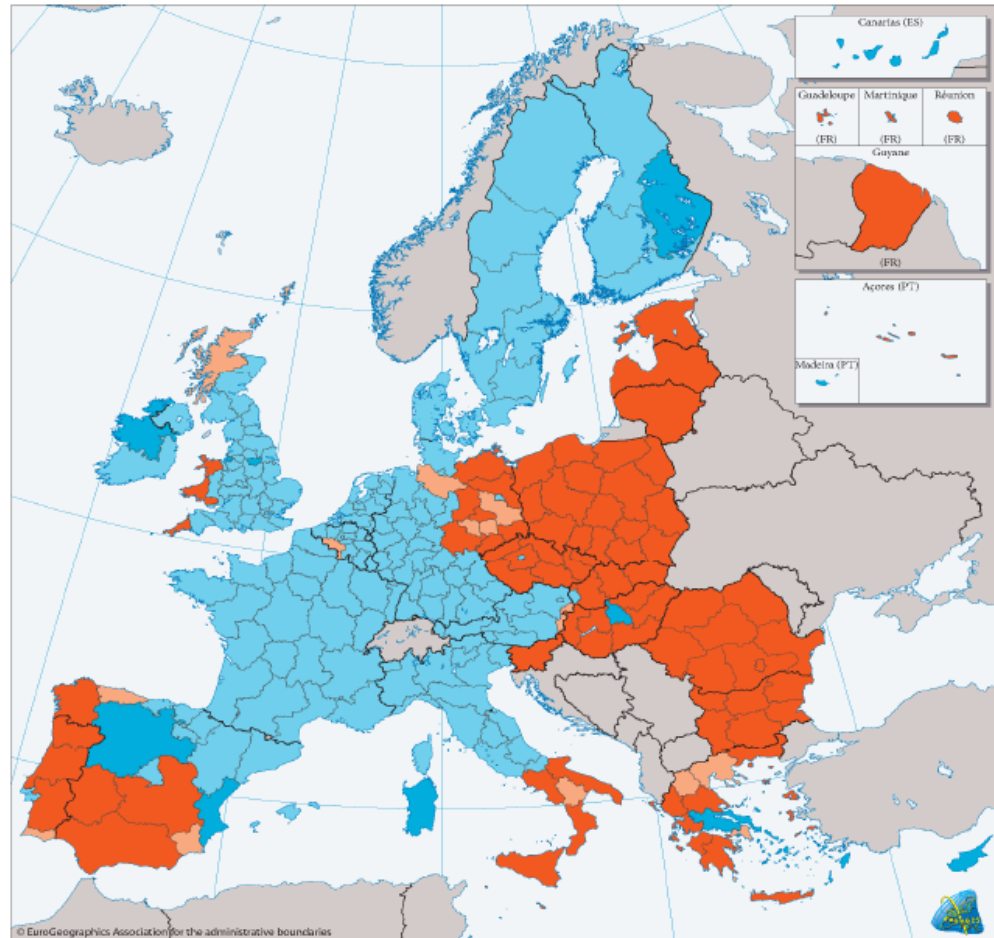 Canarias (ES)
Guadeloupe
Martinique
Réunion
(FR)
(FR)
(FR)
Guyane
(FR)
Açores (PT)
Madeira (PT)
© EuroGeographics Association for the administrative boundaries